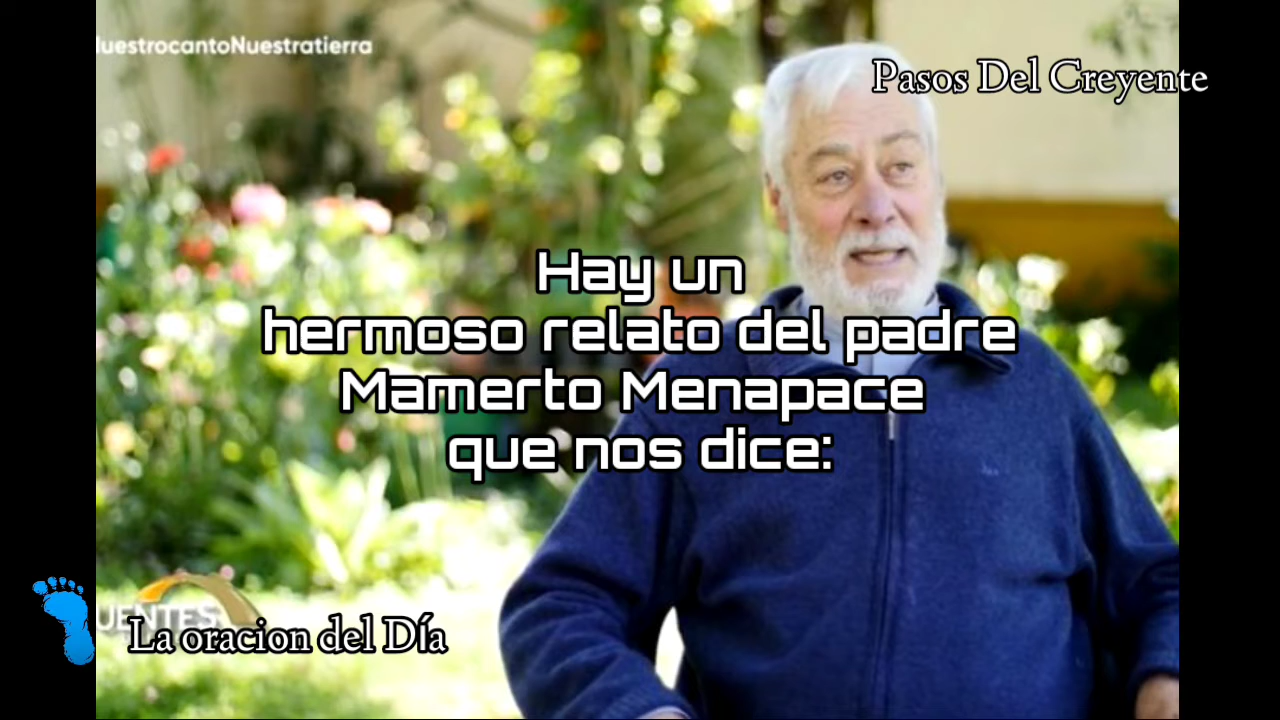 uestrocantoNuestratierra
Pasos Del Creyente
Hay un
hermoso relato del padre
Mamerto Menapace
que nos dice:
UENTES
La oracion del Día